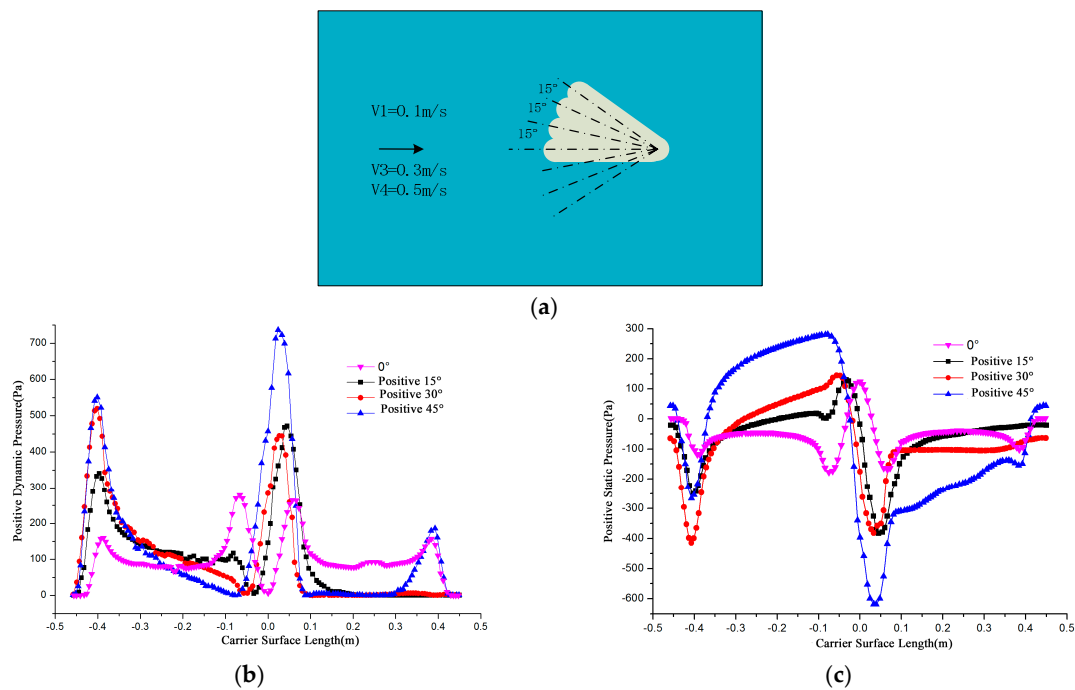 15°
15°
15°
V1=0.1m/s
V3=0.3m/s
V4=0.5m/s
(a)
Positive Dynamic Pressure(Pa)
700
600
500
400
300
200
100
0
-0.5 -0.4 -0.3 -0.2 -0.1 0.0 0.1 0.2 0.3 0.4 0.5
Carrier Surface Length(m)
0°
Positive 15°
Positive 30°
Positive 45°
(b)
Positive Static Pressure(Pa)
300
200
100
0
-100
-200
-300
-400
-500
-600
-0.5 -0.4 -0.3 -0.2 -0.1 0.0 0.1 0.2 0.3 0.4 0.5
Carrier Surface Length(m)
0°
Positive 15°
Positive 30°
Positive 45°
(c)